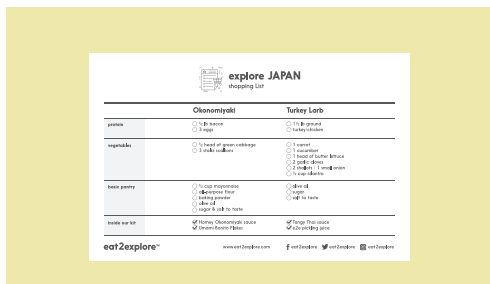 explore JAPAN
shopping List
Okonomiyaki Turkey Larb
protein
½ lb bacon
3 eggs
1½ lb ground
turkey/chicken
vegetables
½ head of green cabbage
3 stalks scallions
1 carrot
1 cucumber
1 head of butter lettuce
2 garlic cloves
2 shallots / 1 small onion
½ cup cilantro
basic pantry
½ cup mayonnaise
all-purpose flour
baking powder
olive oil
sugar & salt to taste
olive oil
sugar
salt to taste
inside our kit
Homey Okonomiyaki sauce
Umami Bonito Flakes
Tangy Thai sauce
e2e pickling juice
eat2explore™ www.eat2explore.com eat2explore eat2explore eat2explore